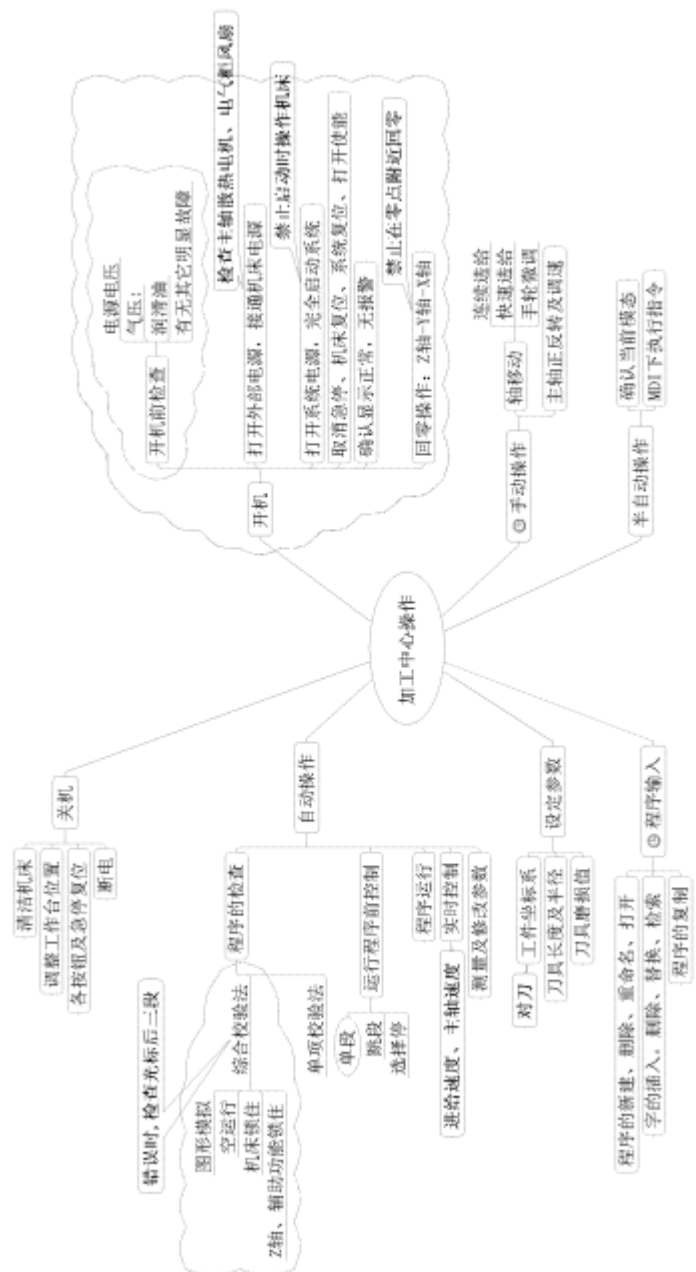 加工中心操作
开机
开机前检查
电源电压
气压:
润滑油
有无其它明显故障
打开外部电源，接通机床电源
检查主轴散热电机、电气柜风扇
打开系统电源，完全启动系统
禁止启动时操作机床
取消急停、机床复位、系统复位、打开使能
确认显示正常，无报警
回零操作：Z轴-Y轴-X轴
禁止在零点附近回零
手动操作
轴移动
连续进给
快速进给
手轮微调
主轴正反转及调速
半自动操作
确认当前模态
MDI下执行指令
关机
清洁机床
调整工作台位置
各按钮及急停复位
断电
自动操作
程序的检查
综合校验法
错误时，检查光标后二段
图形模拟
空运行
机床锁住
Z轴、辅助功能锁住
单项校验法
运行程序前控制
单段
跳段
选择停
程序运行
实时控制
进给速度、主轴速度
测量及修改参数
设定参数
工件坐标系
对刀
刀具长度及半径
刀具磨损值
程序输入
程序的新建、删除、重命名、打开
字的插入，删除、替换、检索
程序的复制